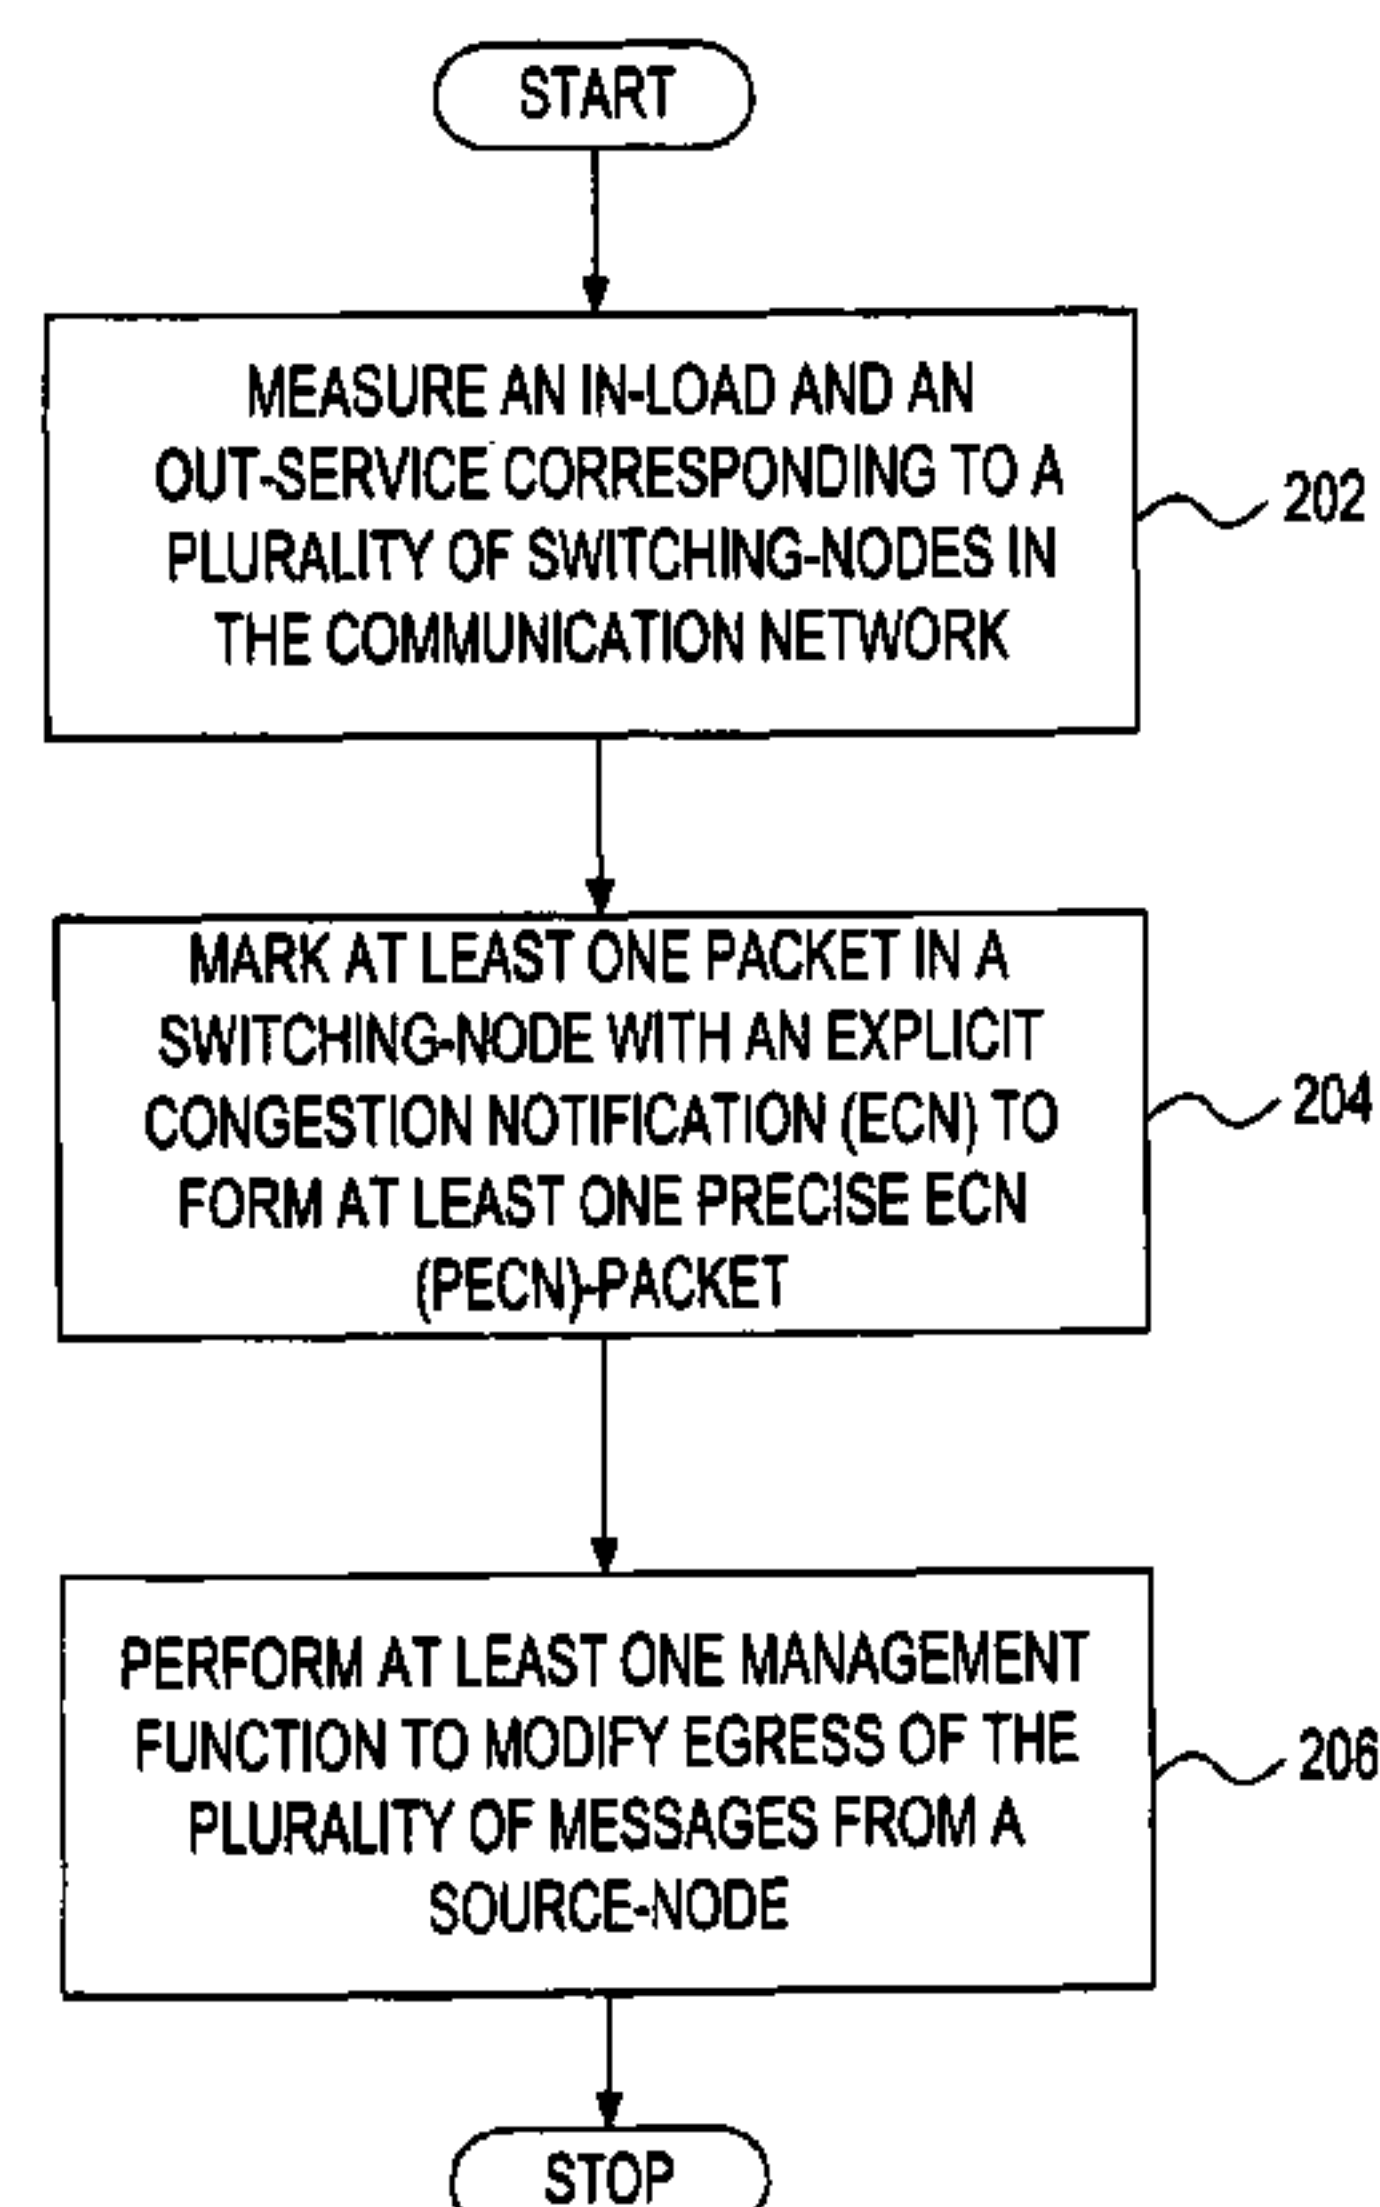 START
MEASURE AN IN-LOAD AND AN
OUT-SERVICE CORRESPONDING TO A
PLURALITY OF SWITCHING-NODES IN
THE COMMUNICATION NETWORK
202
MARK AT LEAST ONE PACKET IN A
SWITCHING-NODE WITH AN EXPLICIT
CONGESTION NOTIFICATION (ECN) TO
FORM AT LEAST ONE PRECISE ECN
(PECN)-PACKET
204
PERFORM AT LEAST ONE MANAGEMENT
FUNCTION TO MODIFY EGRESS OF THE
PLURALITY OF MESSAGES FROM A
SOURCE-NODE
206
STOP